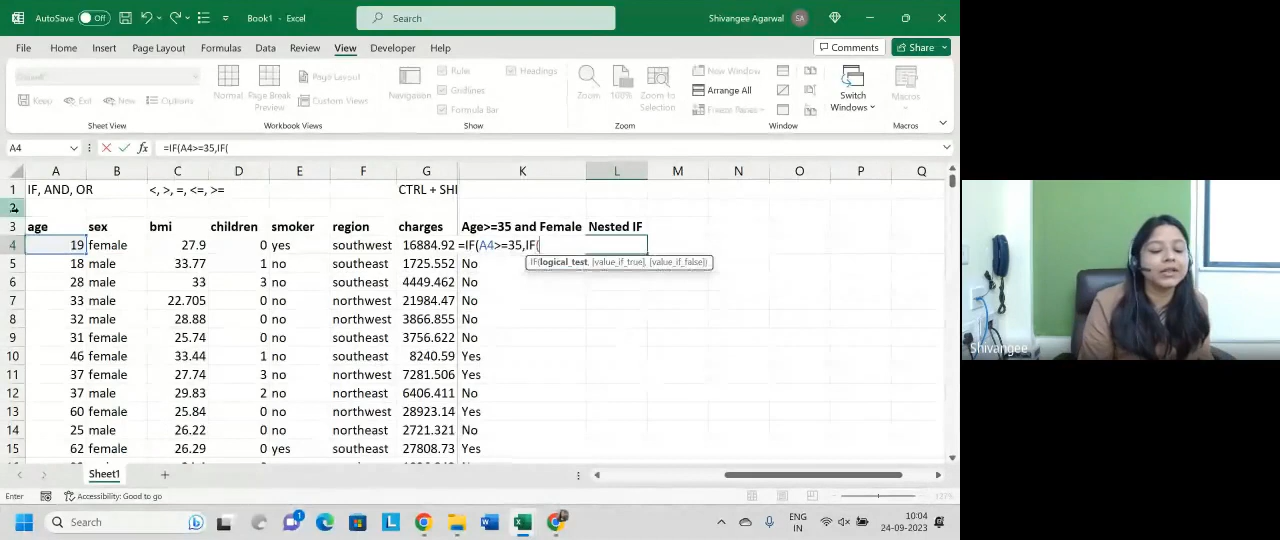 AutoSave Off Book1 - Excel Search Shivangee Agarwal SA
File Home Insert Page Layout Formulas Data Review View Developer Help Comments Share
Default Ruler Headings New Window
Page Layout Gridlines Arrange All
Keep Exit New Options Normal Page Break Preview Custom Views Navigation Formula Bar Zoom 100% Zoom to Selection Freeze Panes Switch Windows Macros
Sheet View Workbook Views Show Zoom Window Macros
A4 fx =IF(A4>=35,IF(
A B C D E F G K L M N O P Q
1 IF, AND, OR <, >, =, <=, >= CTRL + SHI
2
3 age sex bmi children smoker region charges Age>=35 and Female Nested IF
4 19 female 27.9 0 yes southwest 16884.92 =IF(A4>=35,IF(
IF(logical_test, [value_if_true], [value_if_false])
5 18 male 33.77 1 no southeast 1725.552 No
6 28 male 33 3 no southeast 4449.462 No
7 33 male 22.705 0 no northwest 21984.47 No
8 32 male 28.88 0 no northwest 3866.855 No
9 31 female 25.74 0 no southeast 3756.622 No
10 46 female 33.44 1 no southeast 8240.59 Yes
11 37 female 27.74 3 no northwest 7281.506 Yes
12 37 male 29.83 2 no northeast 6406.411 No
13 60 female 25.84 0 no northwest 28923.14 Yes
14 25 male 26.22 0 no northeast 2721.321 No
15 62 female 26.29 0 yes southeast 27808.73 Yes
Sheet1
Enter Accessibility: Good to go
Search ENG IN 10:04 24-09-2023
Shivangee